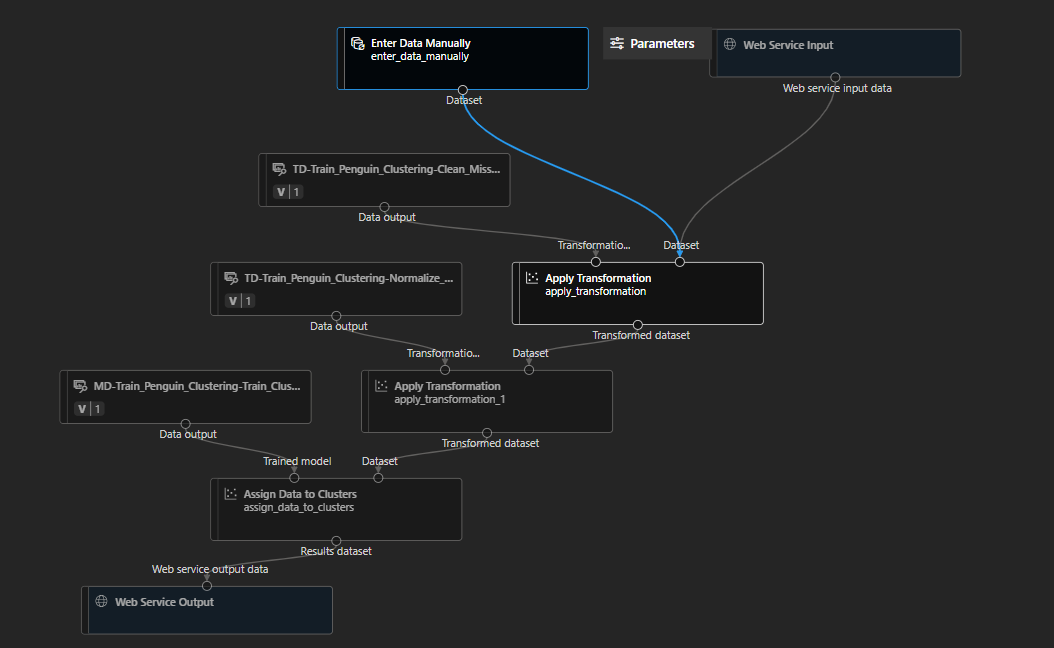 Enter Data Manually
enter_data_manually
Dataset
Parameters
Web Service Input
Web service input data
TD-Train_Penguin_Clustering-Clean_Miss...
V | 1
Data output
Transformatio...
Dataset
TD-Train_Penguin_Clustering-Normalize_...
V | 1
Data output
Apply Transformation
apply_transformation
Transformed dataset
Transformatio...
Dataset
MD-Train_Penguin_Clustering-Train_Clus...
V | 1
Data output
Apply Transformation
apply_transformation_1
Transformed dataset
Trained model
Dataset
Assign Data to Clusters
assign_data_to_clusters
Results dataset
Web service output data
Web Service Output